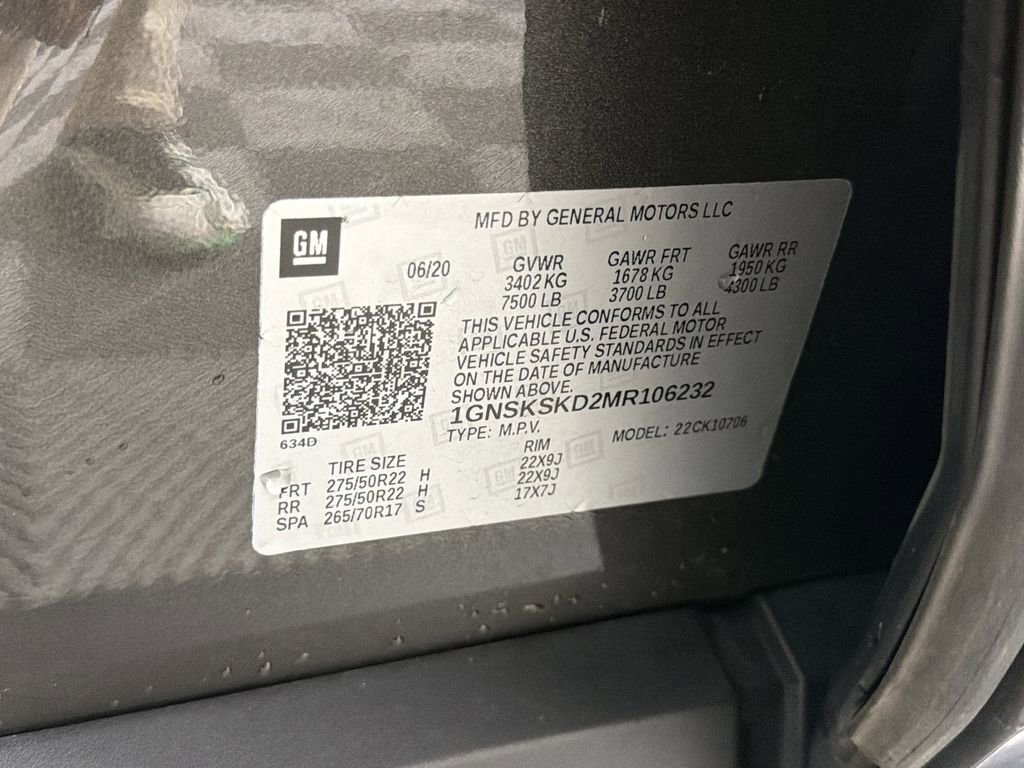 GM
MFD BY GENERAL MOTORS LLC
06/20
GVWR
3402 KG
7500 LB
GAWR FRT
1678 KG
3700 LB
GAWR RR
1950 KG
4300 LB
THIS VEHICLE CONFORMS TO ALL
APPLICABLE U.S. FEDERAL MOTOR
VEHICLE SAFETY STANDARDS IN EFFECT
ON THE DATE OF MANUFACTURE
SHOWN ABOVE.
1GNSKSKD2MR106232
TYPE: M.P.V. MODEL: 22CK10706
634D
TIRE SIZE RIM
FRT 275/50R22 H 22X9J
RR 275/50R22 H 22X9J
SPA 265/70R17 S 17X7J